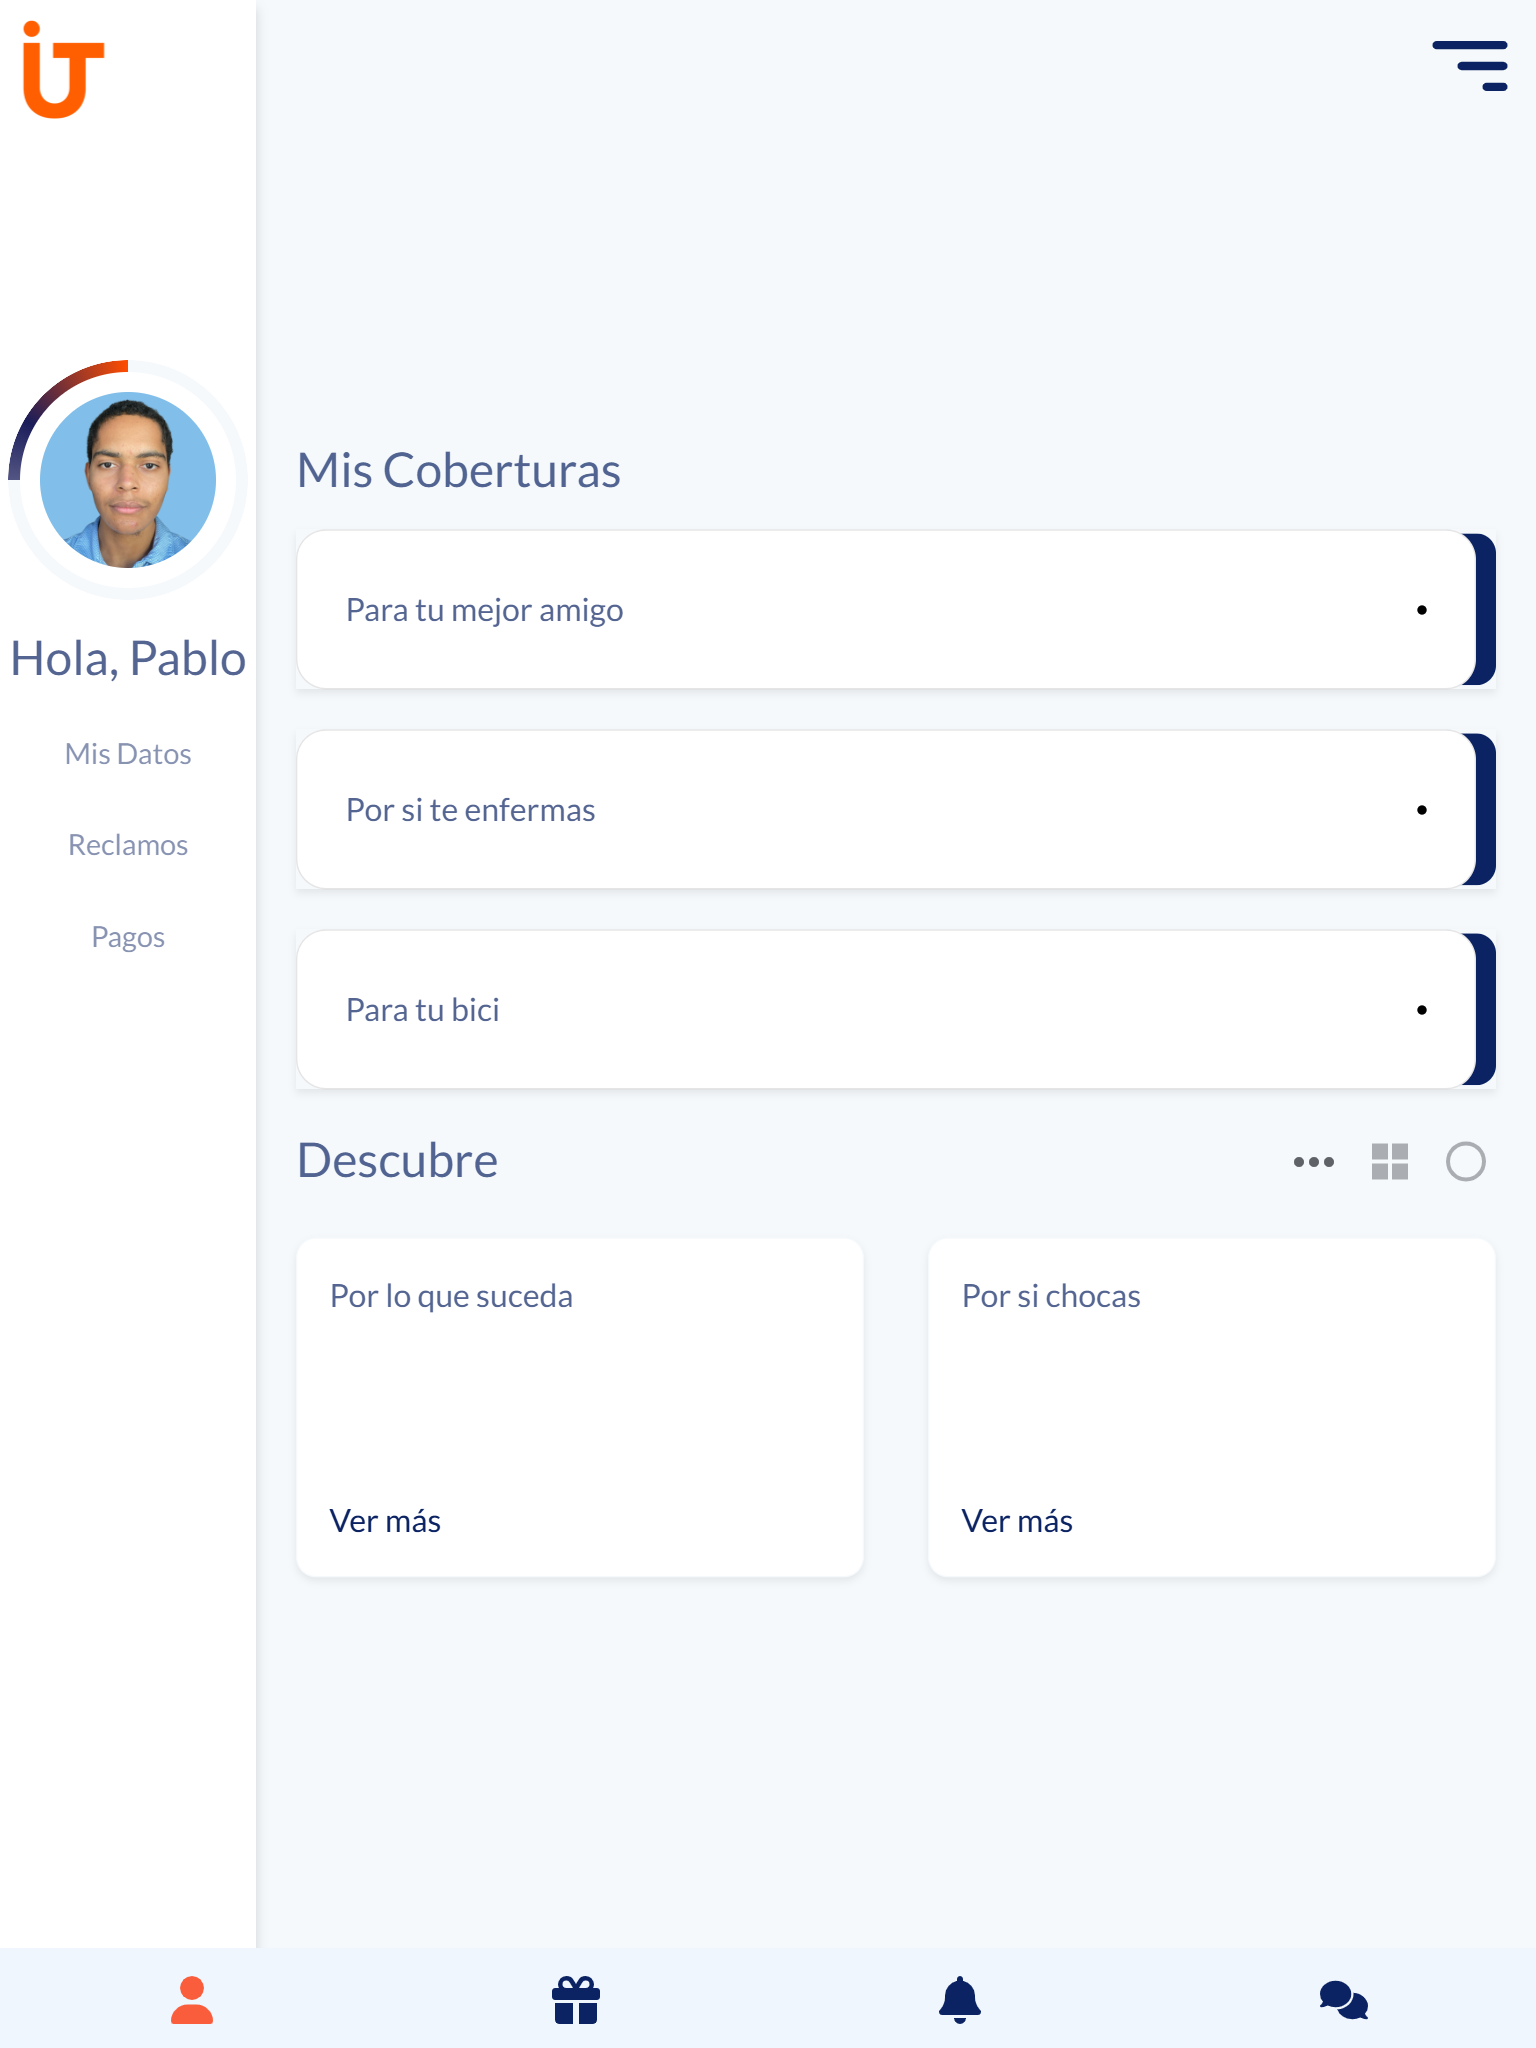 iT
Hola, Pablo
Mis Datos
Reclamos
Pagos
Mis Coberturas
Para tu mejor amigo
Por si te enfermas
Para tu bici
Descubre
Por lo que suceda
Ver más
Por si chocas
Ver más